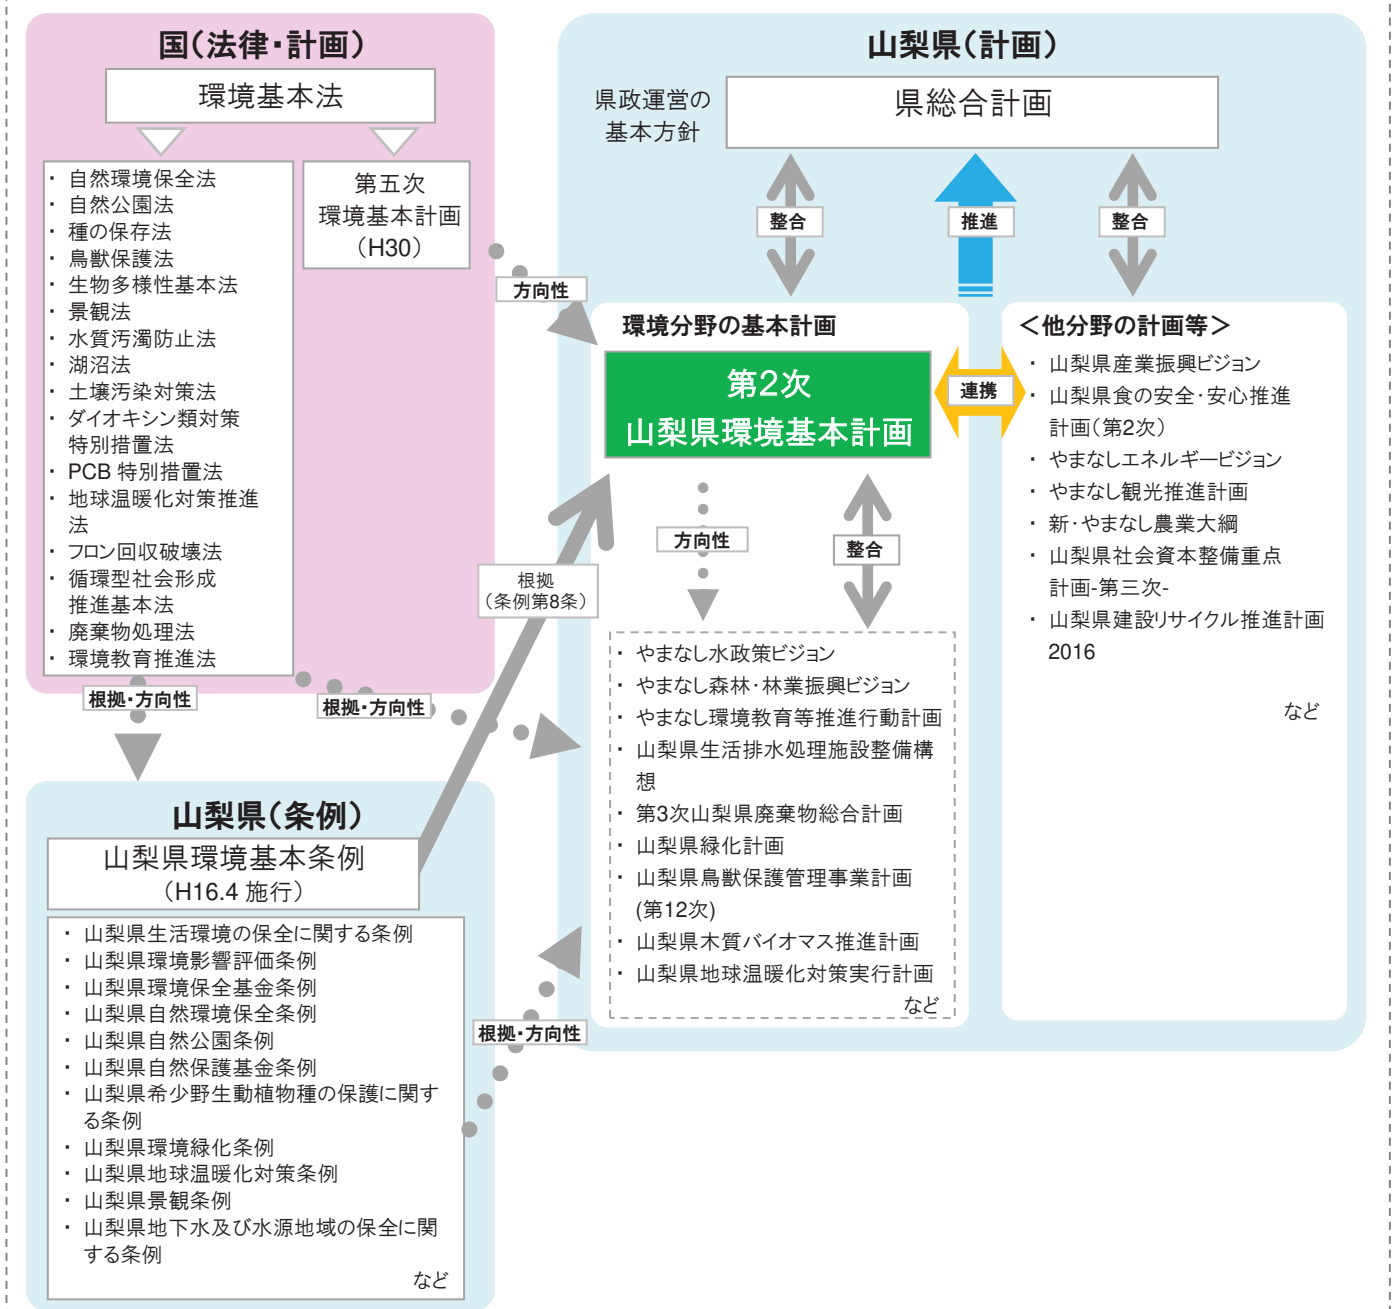 国(法律・計画)
環境基本法
・ 自然環境保全法
・ 自然公園法
・ 種の保存法
・ 鳥獣保護法
・ 生物多様性基本法
・ 景観法
・ 水質汚濁防止法
・ 湖沼法
・ 土壌汚染対策法
・ ダイオキシン類対策
特別措置法
・ PCB 特別措置法
・ 地球温暖化対策推進
法
・ フロン回収破壊法
・ 循環型社会形成
推進基本法
・ 廃棄物処理法
・ 環境教育推進法
第五次
環境基本計画
(H30)
方向性
根拠・方向性
根拠・方向性
山梨県(条例)
山梨県環境基本条例
(H16.4 施行)
・ 山梨県生活環境の保全に関する条例
・ 山梨県環境影響評価条例
・ 山梨県環境保全基金条例
・ 山梨県自然環境保全条例
・ 山梨県自然公園条例
・ 山梨県自然保護基金条例
・ 山梨県希少野生動植物種の保護に関す
る条例
・ 山梨県環境緑化条例
・ 山梨県地球温暖化対策条例
・ 山梨県景観条例
・ 山梨県地下水及び水源地域の保全に関
する条例
など
根拠
(条例第8条)
根拠・方向性
山梨県(計画)
県政運営の
基本方針
県総合計画
整合
推進
整合
環境分野の基本計画
第2次
山梨県環境基本計画
連携
方向性
整合
・ やまなし水政策ビジョン
・ やまなし森林・林業振興ビジョン
・ やまなし環境教育等推進行動計画
・ 山梨県生活排水処理施設整備構
想
・ 第3次山梨県廃棄物総合計画
・ 山梨県緑化計画
・ 山梨県鳥獣保護管理事業計画
(第12次)
・ 山梨県木質バイオマス推進計画
・ 山梨県地球温暖化対策実行計画
など
<他分野の計画等>
・ 山梨県産業振興ビジョン
・ 山梨県食の安全・安心推進
計画(第2次)
・ やまなしエネルギービジョン
・ やまなし観光推進計画
・ 新・やまなし農業大綱
・ 山梨県社会資本整備重点
計画-第三次-
・ 山梨県建設リサイクル推進計画
2016
など